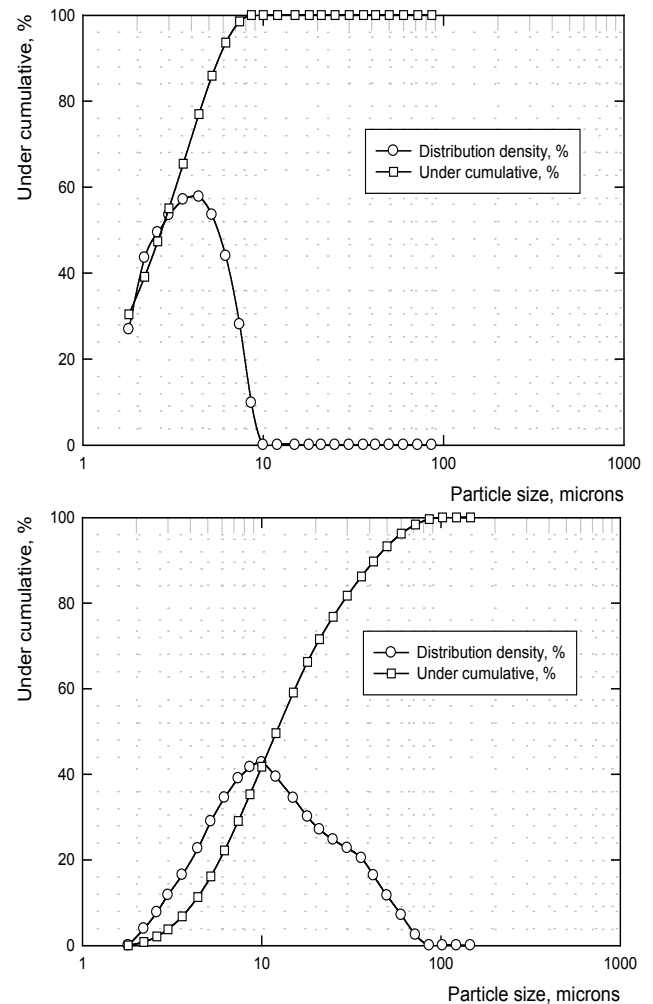 100
80
60
40
20
0
Under cumulative, %
Distribution density, %
Under cumulative, %
1
10
100
1000
Particle size, microns
100
80
60
40
20
0
Under cumulative, %
Distribution density, %
Under cumulative, %
1
10
100
1000
Particle size, microns